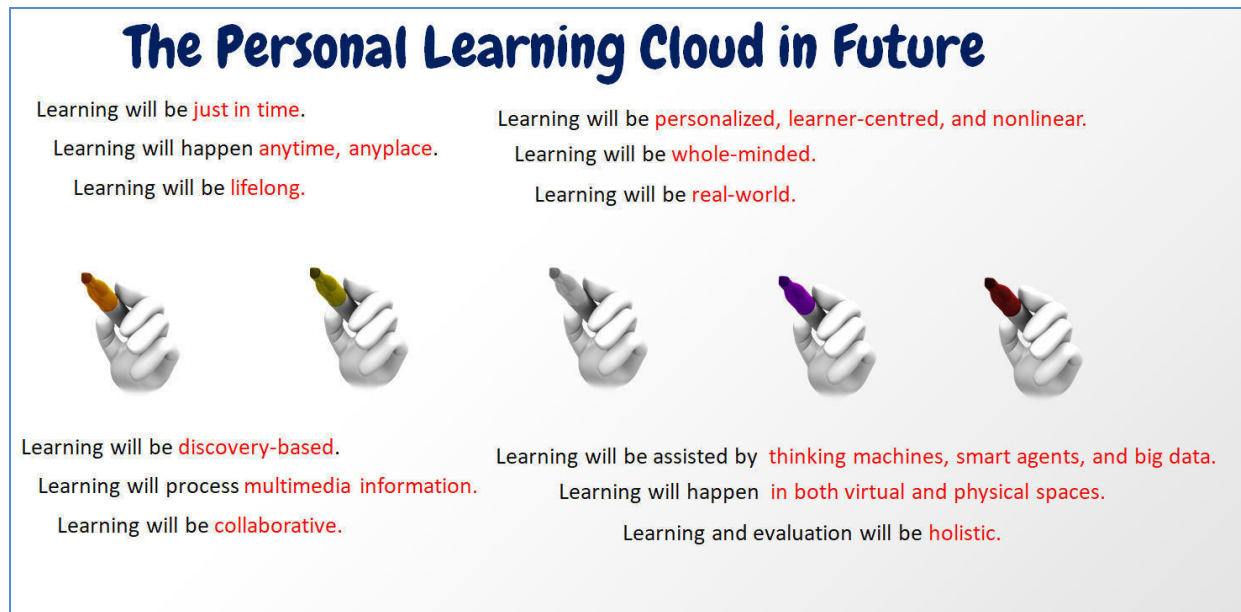 The Personal Learning Cloud in Future
Learning will be just in time.
Learning will happen anytime, anyplace.
Learning will be lifelong.
Learning will be personalized, learner-centred, and nonlinear.
Learning will be whole-minded.
Learning will be real-world.
Learning will be discovery-based.
Learning will process multimedia information.
Learning will be collaborative.
Learning will be assisted by thinking machines, smart agents, and big data.
Learning will happen in both virtual and physical spaces.
Learning and evaluation will be holistic.